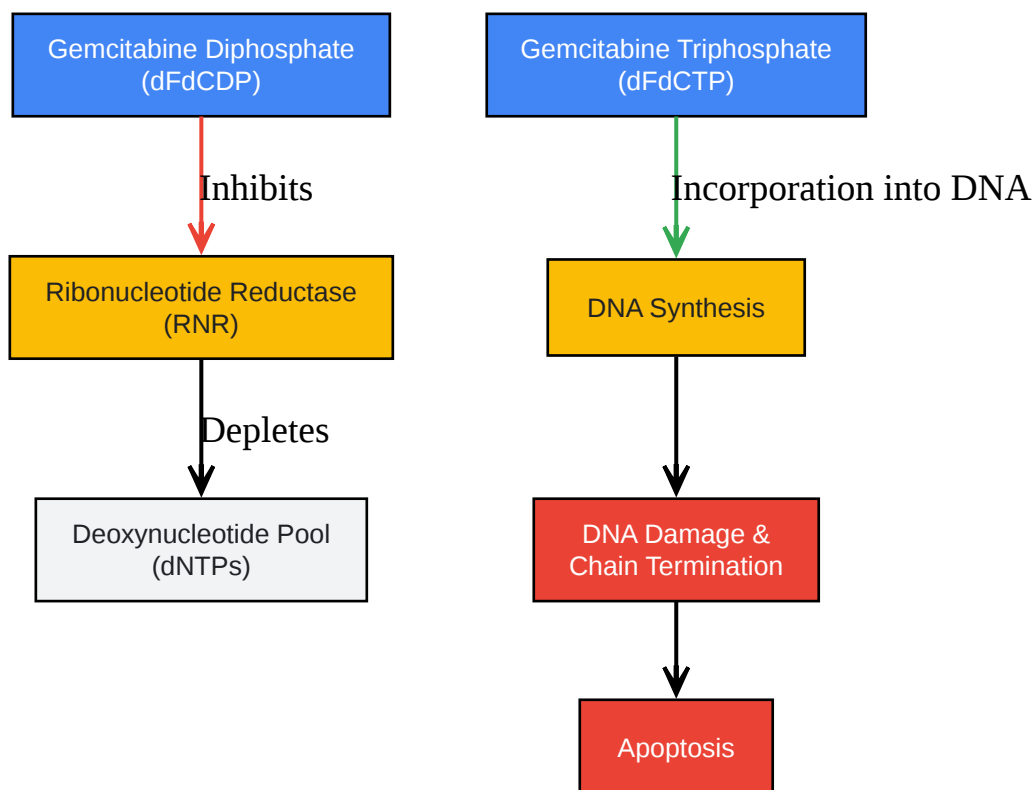 Gemcitabine Diphosphate
(dFdCDP)
Gemcitabine Triphosphate
(dFdCTP)
Inhibits
Incorporation into DNA
Ribonucleotide Reductase
(RNR)
DNA Synthesis
Depletes
Deoxynucleotide Pool
(dNTPs)
DNA Damage &
Chain Termination
Apoptosis